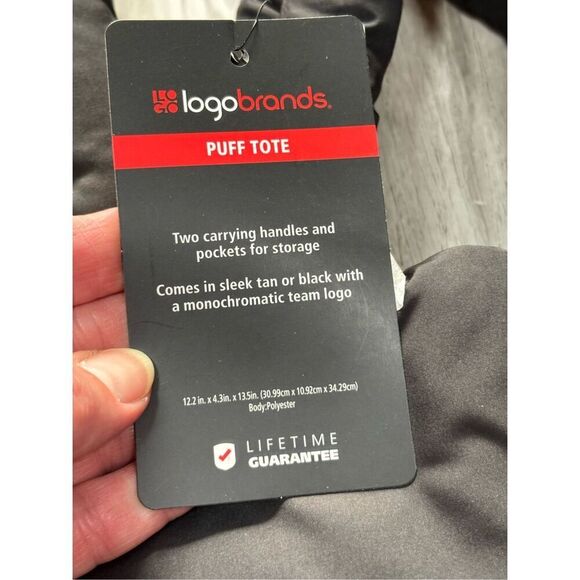 LOGO logobrands®
PUFF TOTE
Two carrying handles and
pockets for storage
Comes in sleek tan or black with
a monochromatic team logo
12.2 in. x 4.3in. x 13.5in. (30.99cm x 10.92cm x 34.29cm)
Body:Polyester
LIFETIME
GUARANTEE